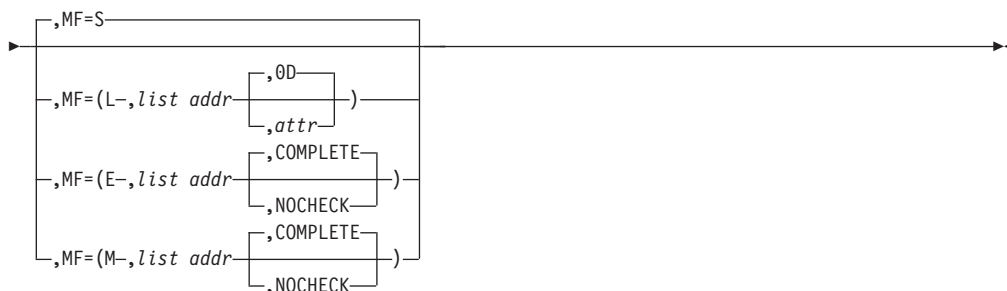 ,MF=S
,0D
,MF=(L–,list addr )
,attr
,COMPLETE
,MF=(E–,list addr )
,NOCHECK
,COMPLETE
,MF=(M–,list addr )
,NOCHECK